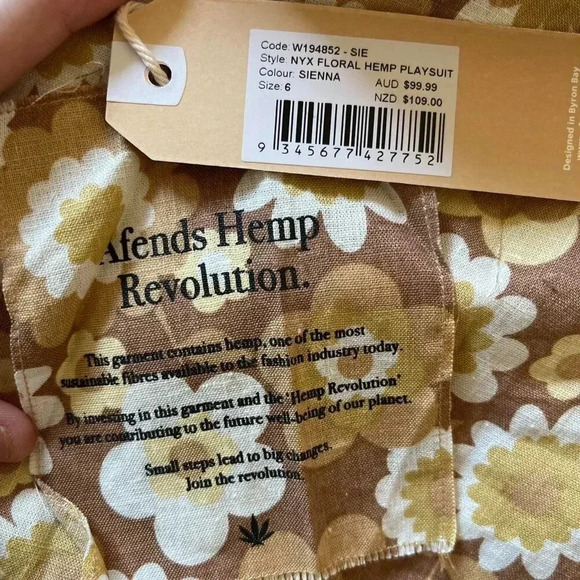 Code: W194852 - SIE
Style: NYX FLORAL HEMP PLAYSUIT
Colour: SIENNA AUD $99.99
Size: 6 NZD $109.00
9 345677 427752
Designed in Byron Bay
Afends Hemp
Revolution.
This garment contains hemp, one of the most
sustainable fibres available to the fashion industry today.
By investing in this garment and the 'Hemp Revolution'
you are contributing to the future well-being of our planet.
Small steps lead to big changes.
Join the revolution.